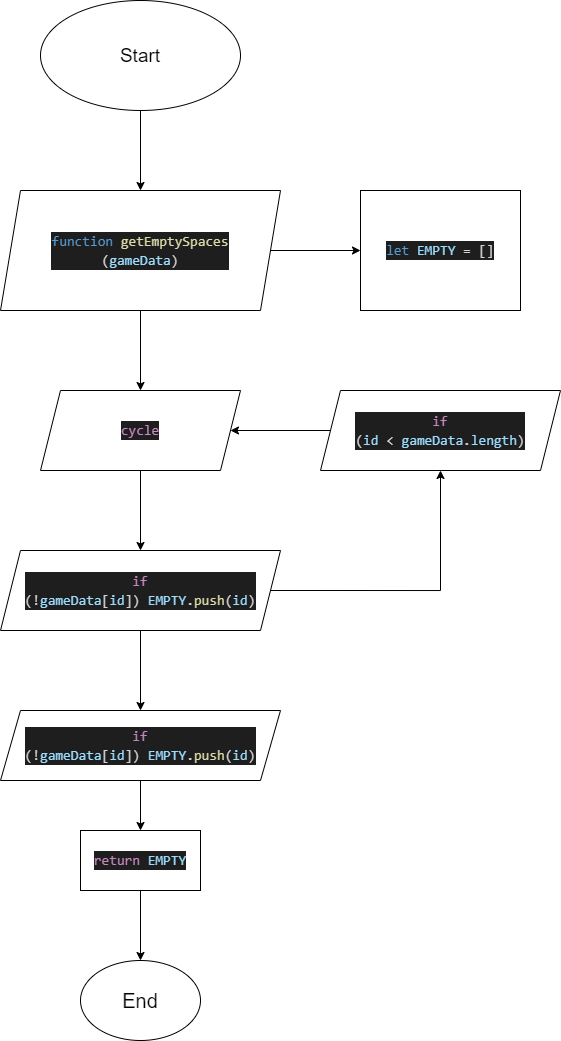 Start
function getEmptySpaces
(gameData)
let EMPTY = []
cycle
if
(id < gameData.length)
if
(!gameData[id]) EMPTY.push(id)
if
(!gameData[id]) EMPTY.push(id)
return EMPTY
End